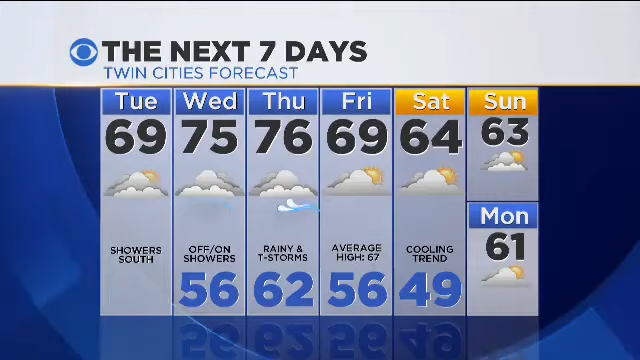 THE NEXT 7 DAYS
TWIN CITIES FORECAST
Tue
69
SHOWERS
SOUTH
Wed
75
OFF/ON
SHOWERS
56
Thu
76
RAINY &
T-STORMS
62
Fri
69
AVERAGE
HIGH: 67
56
Sat
64
COOLING
TREND
49
Sun
63
Mon
61